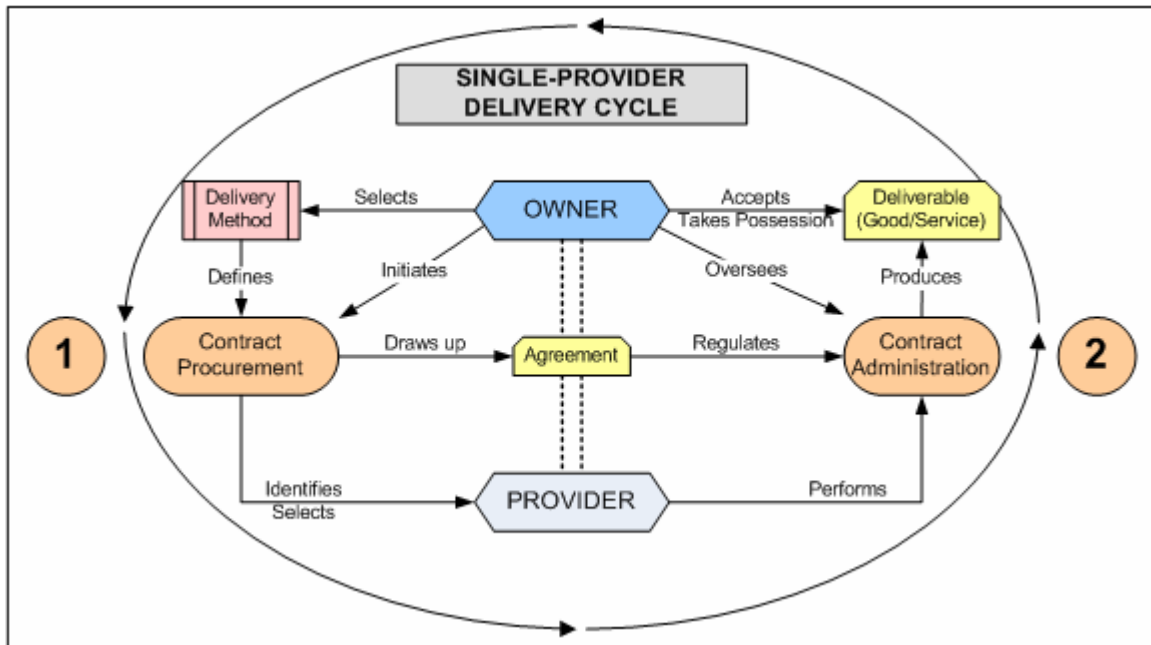 SINGLE-PROVIDER
DELIVERY CYCLE
Delivery
Method
Selects
OWNER
Accepts
Takes Possession
Deliverable
(Good/Service)
Defines
Initiates
Oversees
Produces
1
Contract
Procurement
Draws up
Agreement
Regulates
Contract
Administration
2
Identifies
Selects
PROVIDER
Performs